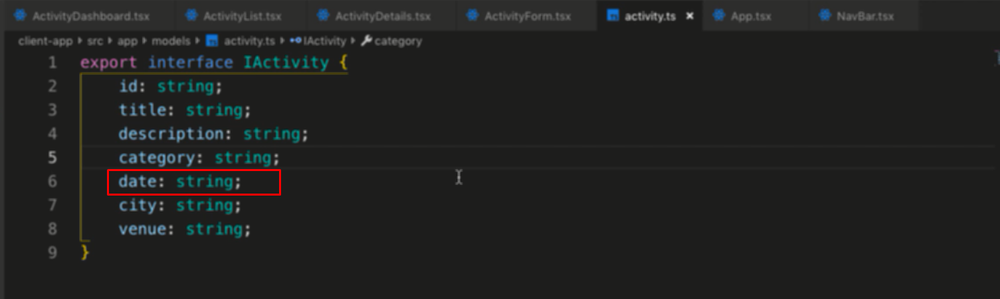 ActivityDashboard.tsx ActivityList.tsx ActivityDetails.tsx ActivityForm.tsx TS activity.ts × App.tsx NavBar.tsx
client-app › src › app › models › TS activity.ts › IActivity › category
1 export interface IActivity {
2 id: string;
3 title: string;
4 description: string;
5 category: string;
6 date: string;
7 city: string;
8 venue: string;
9 }